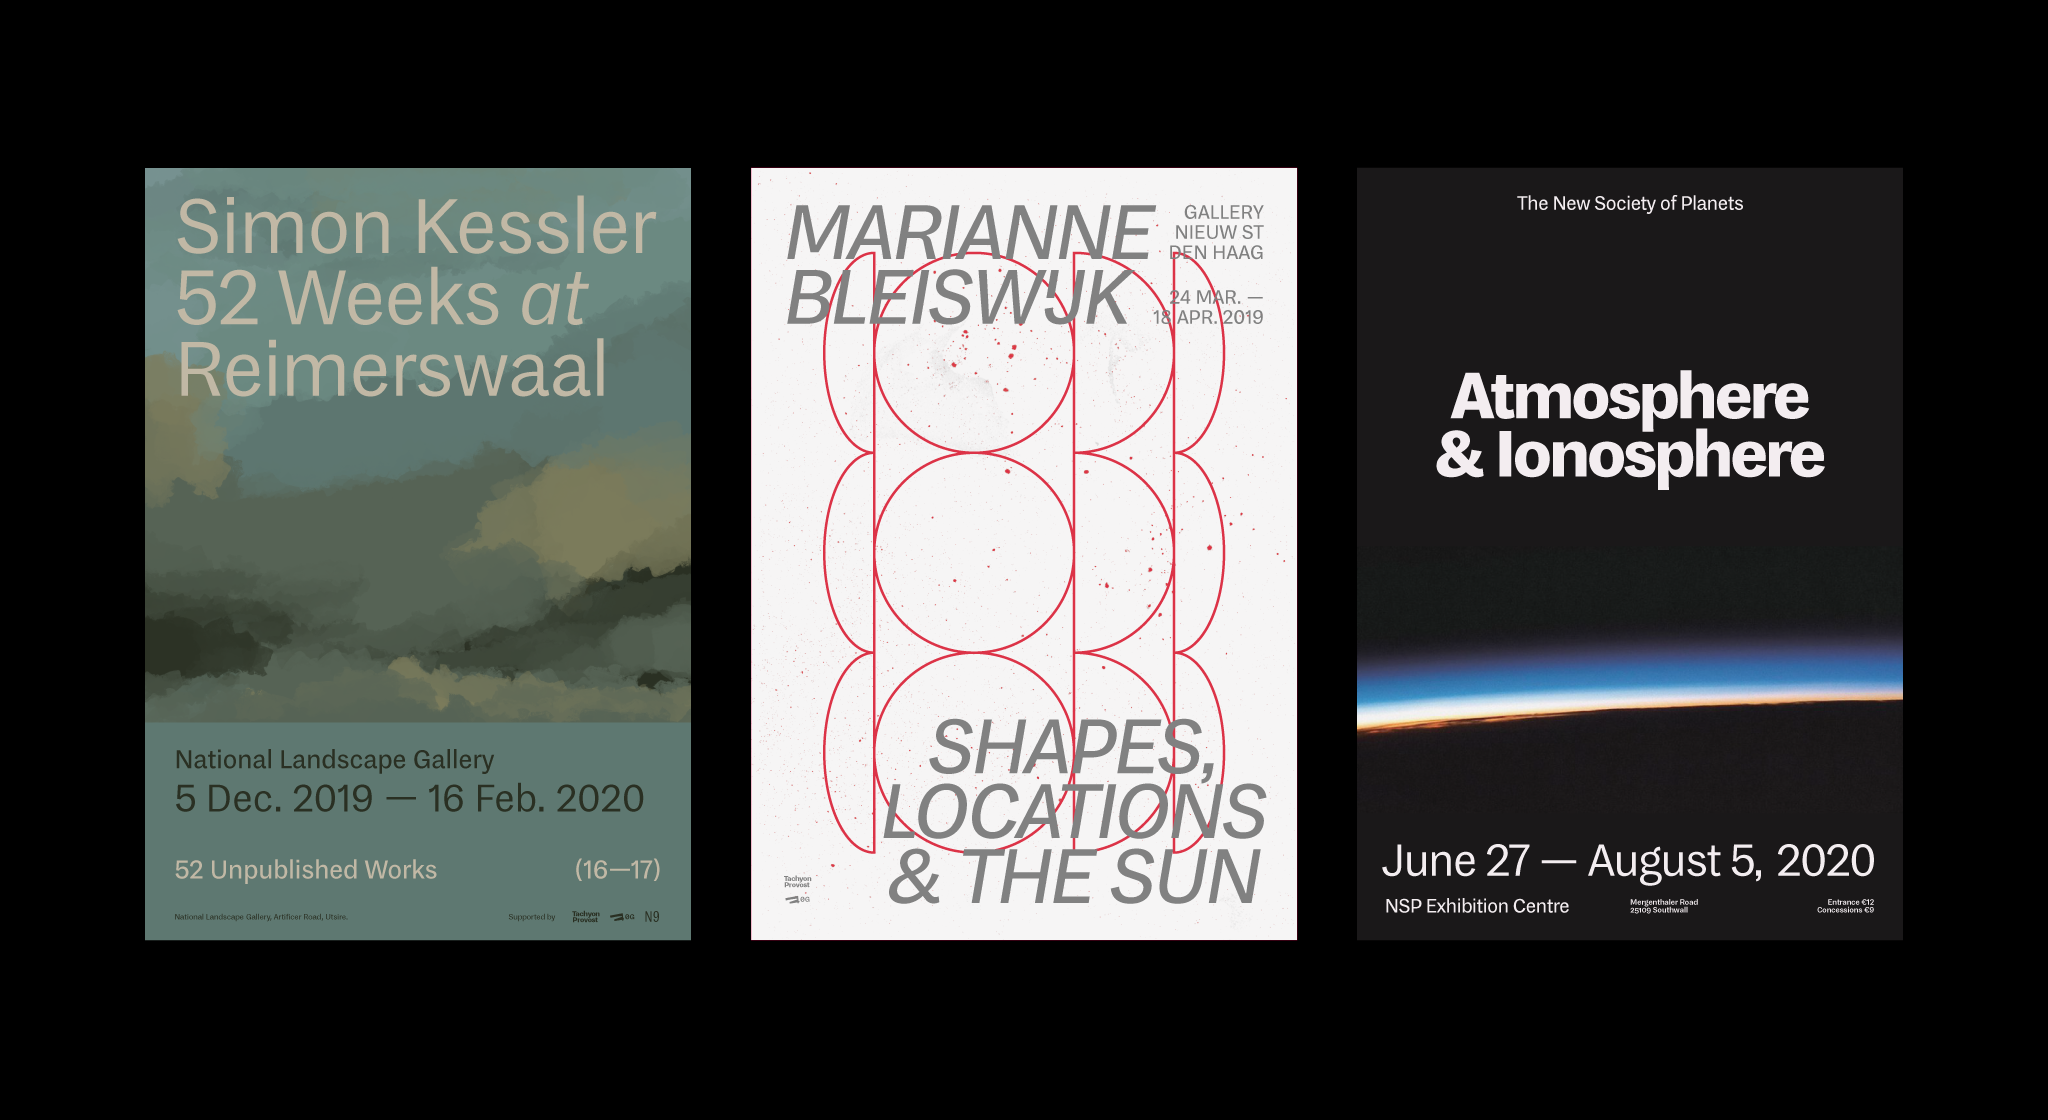 Simon Kessler
52 Weeks at
Reimerswaal
National Landscape Gallery
5 Dec. 2019 — 16 Feb. 2020
52 Unpublished Works (16—17)
National Landscape Gallery, Artificer Road, Utsire.
Supported by
Tachyon
Provost
ØG
N9
MARIANNE
BLEISWIJK
GALLERY
NIEUW ST
DEN HAAG
24 MAR. —
18 APR. 2019
SHAPES,
LOCATIONS
& THE SUN
Tachyon
Provost
ØG
The New Society of Planets
Atmosphere
& Ionosphere
June 27 — August 5, 2020
NSP Exhibition Centre
Mergenthaler Road
25109 Southwall
Entrance €12
Concessions €9